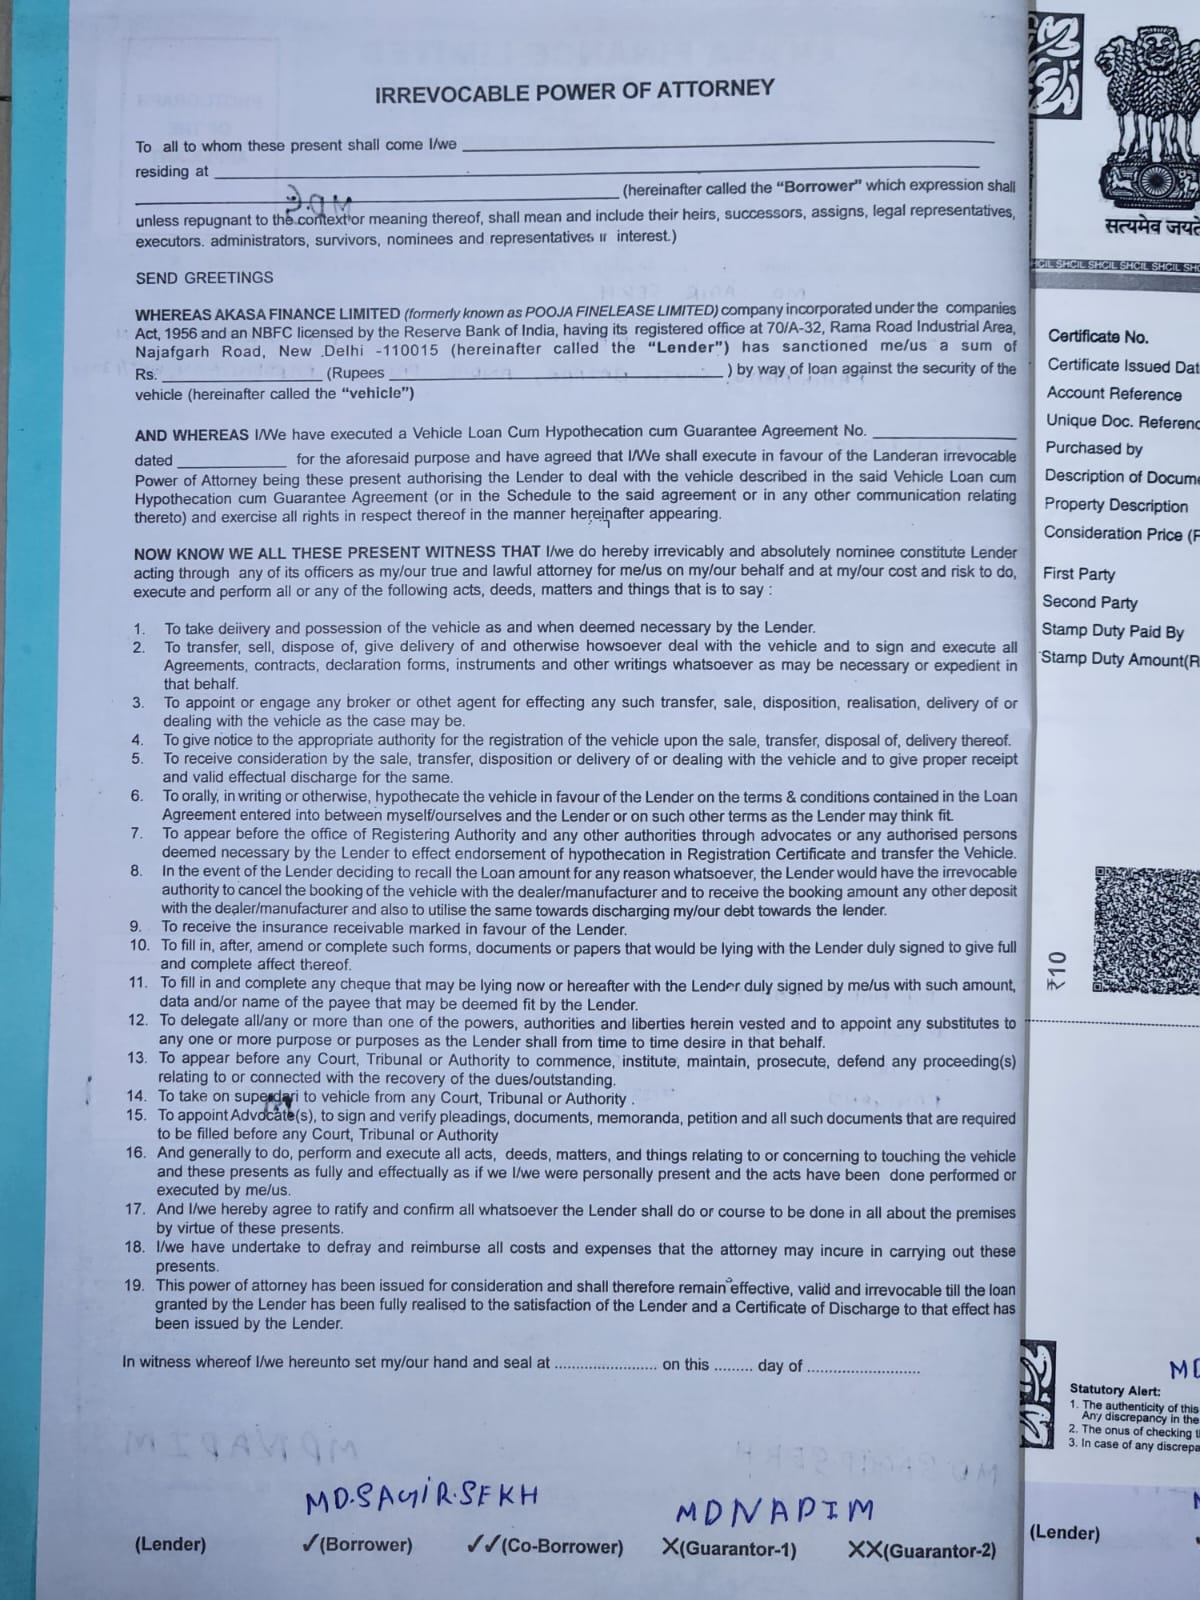 IRREVOCABLE POWER OF ATTORNEY
To all to whom these present shall come I/we
residing at
(hereinafter called the “Borrower” which expression shall
unless repugnant to the context or meaning thereof, shall mean and include their heirs, successors, assigns, legal representatives,
executors. administrators, survivors, nominees and representatives interest.)
SEND GREETINGS
WHEREAS AKASA FINANCE LIMITED (formerly known as POOJA FINELEASE LIMITED) company incorporated under the companies
Act, 1956 and an NBFC licensed by the Reserve Bank of India, having its registered office at 70/A-32, Rama Road Industrial Area,
Najafgarh Road, New Delhi -110015 (hereinafter called the “Lender”) has sanctioned me/us a sum of
Rs. (Rupees ) by way of loan against the security of the
vehicle (hereinafter called the “vehicle”)
AND WHEREAS I/We have executed a Vehicle Loan Cum Hypothecation cum Guarantee Agreement No.
dated for the aforesaid purpose and have agreed that I/We shall execute in favour of the Landeran irrevocable
Power of Attorney being these present authorising the Lender to deal with the vehicle described in the said Vehicle Loan cum
Hypothecation cum Guarantee Agreement (or in the Schedule to the said agreement or in any other communication relating
thereto) and exercise all rights in respect thereof in the manner hereinafter appearing.
NOW KNOW WE ALL THESE PRESENT WITNESS THAT I/we do hereby irrevicably and absolutely nominee constitute Lender
acting through any of its officers as my/our true and lawful attorney for me/us on my/our behalf and at my/our cost and risk to do,
execute and perform all or any of the following acts, deeds, matters and things that is to say :
1. To take delivery and possession of the vehicle as and when deemed necessary by the Lender.
2. To transfer, sell, dispose of, give delivery of and otherwise howsoever deal with the vehicle and to sign and execute all
Agreements, contracts, declaration forms, instruments and other writings whatsoever as may be necessary or expedient in
that behalf.
3. To appoint or engage any broker or othet agent for effecting any such transfer, sale, disposition, realisation, delivery of or
dealing with the vehicle as the case may be.
4. To give notice to the appropriate authority for the registration of the vehicle upon the sale, transfer, disposal of, delivery thereof.
5. To receive consideration by the sale, transfer, disposition or delivery of or dealing with the vehicle and to give proper receipt
and valid effectual discharge for the same.
6. To orally, in writing or otherwise, hypothecate the vehicle in favour of the Lender on the terms & conditions contained in the Loan
Agreement entered into between myself/ourselves and the Lender or on such other terms as the Lender may think fit.
7. To appear before the office of Registering Authority and any other authorities through advocates or any authorised persons
deemed necessary by the Lender to effect endorsement of hypothecation in Registration Certificate and transfer the Vehicle.
8. In the event of the Lender deciding to recall the Loan amount for any reason whatsoever, the Lender would have the irrevocable
authority to cancel the booking of the vehicle with the dealer/manufacturer and to receive the booking amount any other deposit
with the dealer/manufacturer and also to utilise the same towards discharging my/our debt towards the lender.
9. To receive the insurance receivable marked in favour of the Lender.
10. To fill in, after, amend or complete such forms, documents or papers that would be lying with the Lender duly signed to give full
and complete affect thereof.
11. To fill in and complete any cheque that may be lying now or hereafter with the Lender duly signed by me/us with such amount,
data and/or name of the payee that may be deemed fit by the Lender.
12. To delegate all/any or more than one of the powers, authorities and liberties herein vested and to appoint any substitutes to
any one or more purpose or purposes as the Lender shall from time to time desire in that behalf.
13. To appear before any Court, Tribunal or Authority to commence, institute, maintain, prosecute, defend any proceeding(s)
relating to or connected with the recovery of the dues/outstanding.
14. To take on superdari to vehicle from any Court, Tribunal or Authority .
15. To appoint Advocate(s), to sign and verify pleadings, documents, memoranda, petition and all such documents that are required
to be filled before any Court, Tribunal or Authority
16. And generally to do, perform and execute all acts, deeds, matters, and things relating to or concerning to touching the vehicle
and these presents as fully and effectually as if we I/we were personally present and the acts have been done performed or
executed by me/us.
17. And I/we hereby agree to ratify and confirm all whatsoever the Lender shall do or course to be done in all about the premises
by virtue of these presents.
18. I/we have undertake to defray and reimburse all costs and expenses that the attorney may incure in carrying out these
presents.
19. This power of attorney has been issued for consideration and shall therefore remain effective, valid and irrevocable till the loan
granted by the Lender has been fully realised to the satisfaction of the Lender and a Certificate of Discharge to that effect has
been issued by the Lender.
In witness whereof I/we hereunto set my/our hand and seal at ........................ on this ......... day of ..........................
MD.SAGIR.SEKH MD NADIM
(Lender) ✓(Borrower) ✓✓(Co-Borrower) X(Guarantor-1) XX(Guarantor-2)
सत्यमेव जयते
SHCIL SHCIL SHCIL SHCIL
Certificate No.
Certificate Issued Dat
Account Reference
Unique Doc. Referenc
Purchased by
Description of Docum
Property Description
Consideration Price (
First Party
Second Party
Stamp Duty Paid By
Stamp Duty Amount(R
₹10
MD
Statutory Alert:
1. The authenticity of this
Any discrepancy in the
2. The onus of checking
3. In case of any discrepa
(Lender)